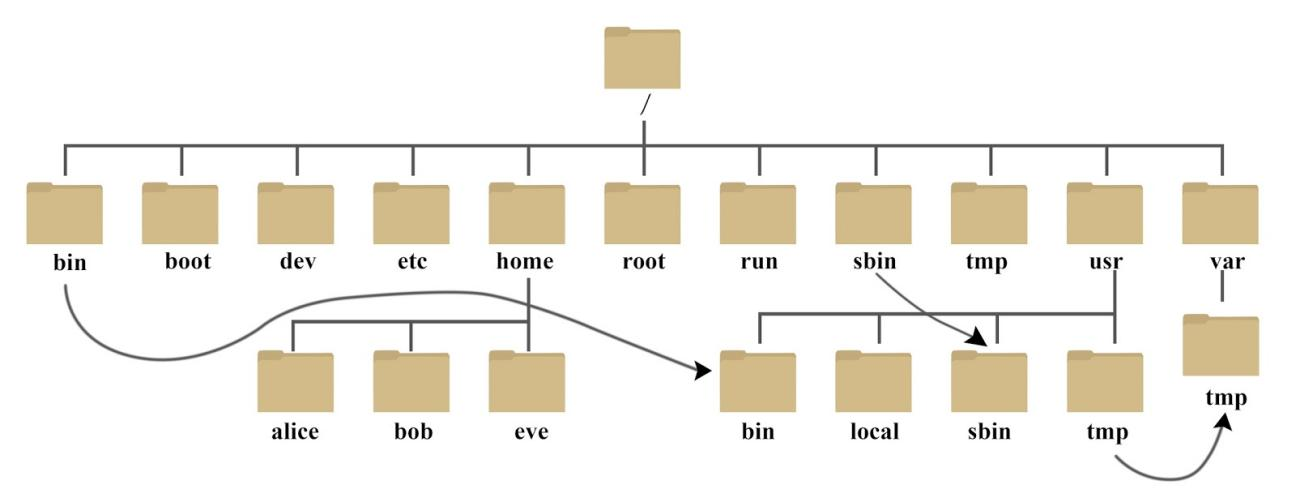 /
bin boot dev etc home root run sbin tmp usr var
alice bob eve bin local sbin tmp tmp